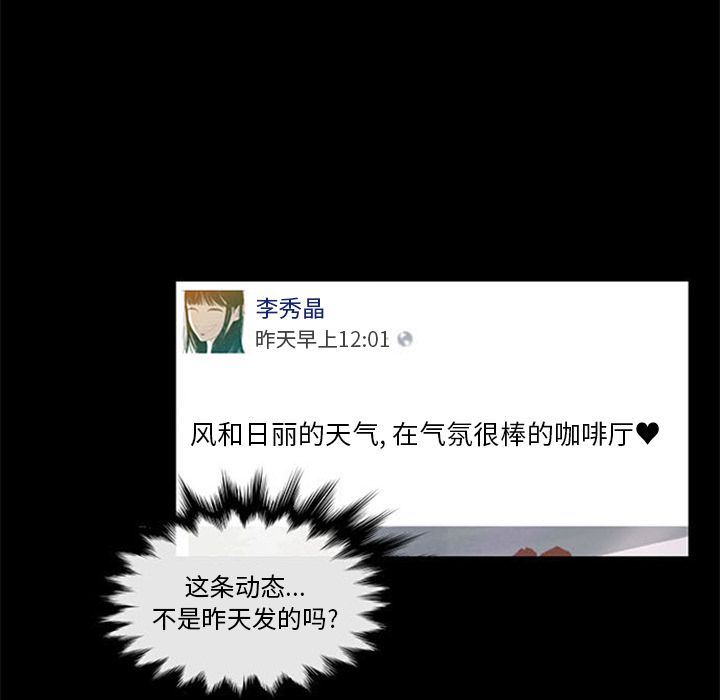 李秀晶
昨天早上12:01
风和日丽的天气, 在气氛很棒的咖啡厅♥
这条动态...
不是昨天发的吗?